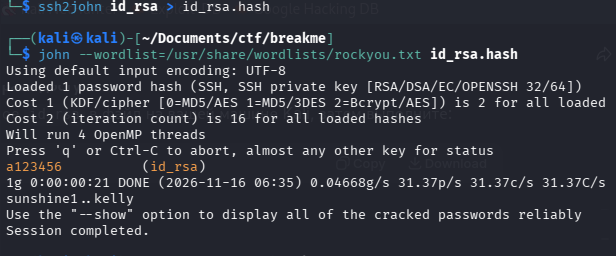 └─$ ssh2john id_rsa > id_rsa.hash
Google Hacking DB
┌──(kali㉿kali)-[~/Documents/ctf/breakme]
└─$ john --wordlist=/usr/share/wordlists/rockyou.txt id_rsa.hash
Using default input encoding: UTF-8
Loaded 1 password hash (SSH, SSH private key [RSA/DSA/EC/OPENSSH 32/64])
Cost 1 (KDF/cipher [0=MD5/AES 1=MD5/3DES 2=Bcrypt/AES]) is 2 for all loaded
Cost 2 (iteration count) is 16 for all loaded hashes
Will run 4 OpenMP threads
Press 'q' or Ctrl-C to abort, almost any other key for status
Copy Download
a123456 (id_rsa)
1g 0:00:00:21 DONE (2026-11-16 06:35) 0.04668g/s 31.37p/s 31.37c/s 31.37C/s
sunshine1..kelly
Use the "--show" option to display all of the cracked passwords reliably
Session completed.